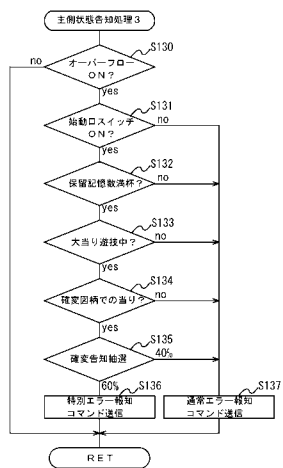 主側状態告知処理3
S130
no
オーバーフロー
ON?
yes
S131
始動口スイッチ
ON?
no
yes
S132
保留記憶数満杯?
no
yes
S133
大当り遊技中?
no
yes
S134
確変図柄での当り?
no
yes
S135
確変告知抽選
40%
60%
S136
S137
特別エラー報知
コマンド送信
通常エラー報知
コマンド送信
RET